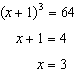 (x + 1)³ = 64
x + 1 = 4
x = 3